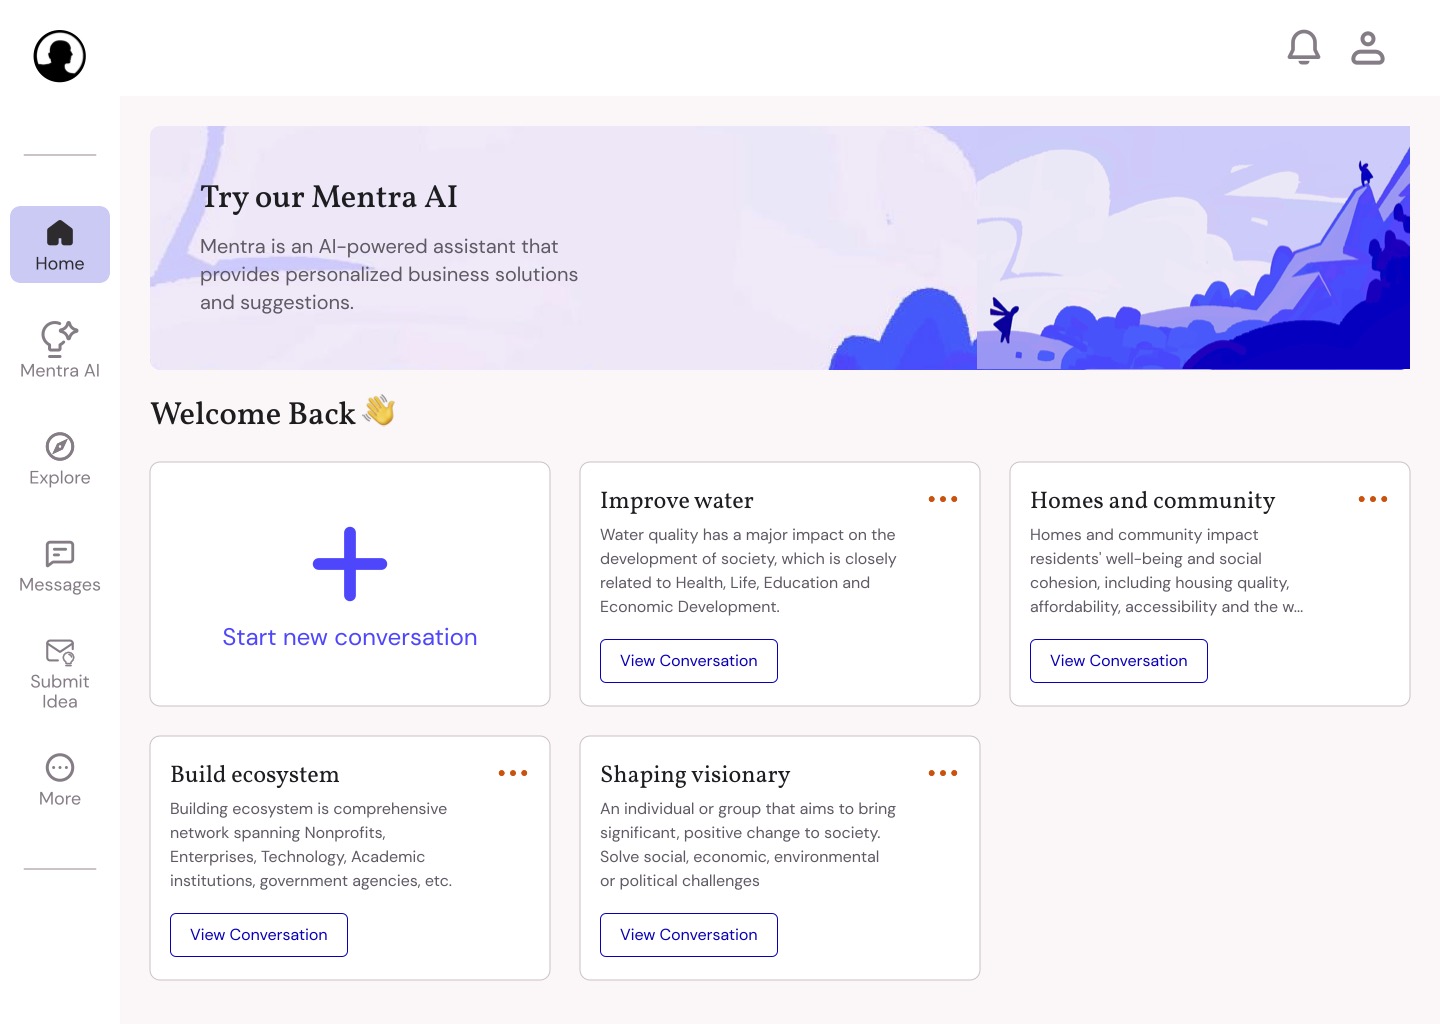 Try our Mentra AI
Mentra is an AI-powered assistant that
provides personalized business solutions
and suggestions.
Home
Mentra AI
Explore
Messages
Submit
Idea
More
Welcome Back 👋
Start new conversation
Improve water
Water quality has a major impact on the
development of society, which is closely
related to Health, Life, Education and
Economic Development.
View Conversation
Homes and community
Homes and community impact
residents' well-being and social
cohesion, including housing quality,
affordability, accessibility and the w...
View Conversation
Build ecosystem
Building ecosystem is comprehensive
network spanning Nonprofits,
Enterprises, Technology, Academic
institutions, government agencies, etc.
View Conversation
Shaping visionary
An individual or group that aims to bring
significant, positive change to society.
Solve social, economic, environmental
or political challenges
View Conversation